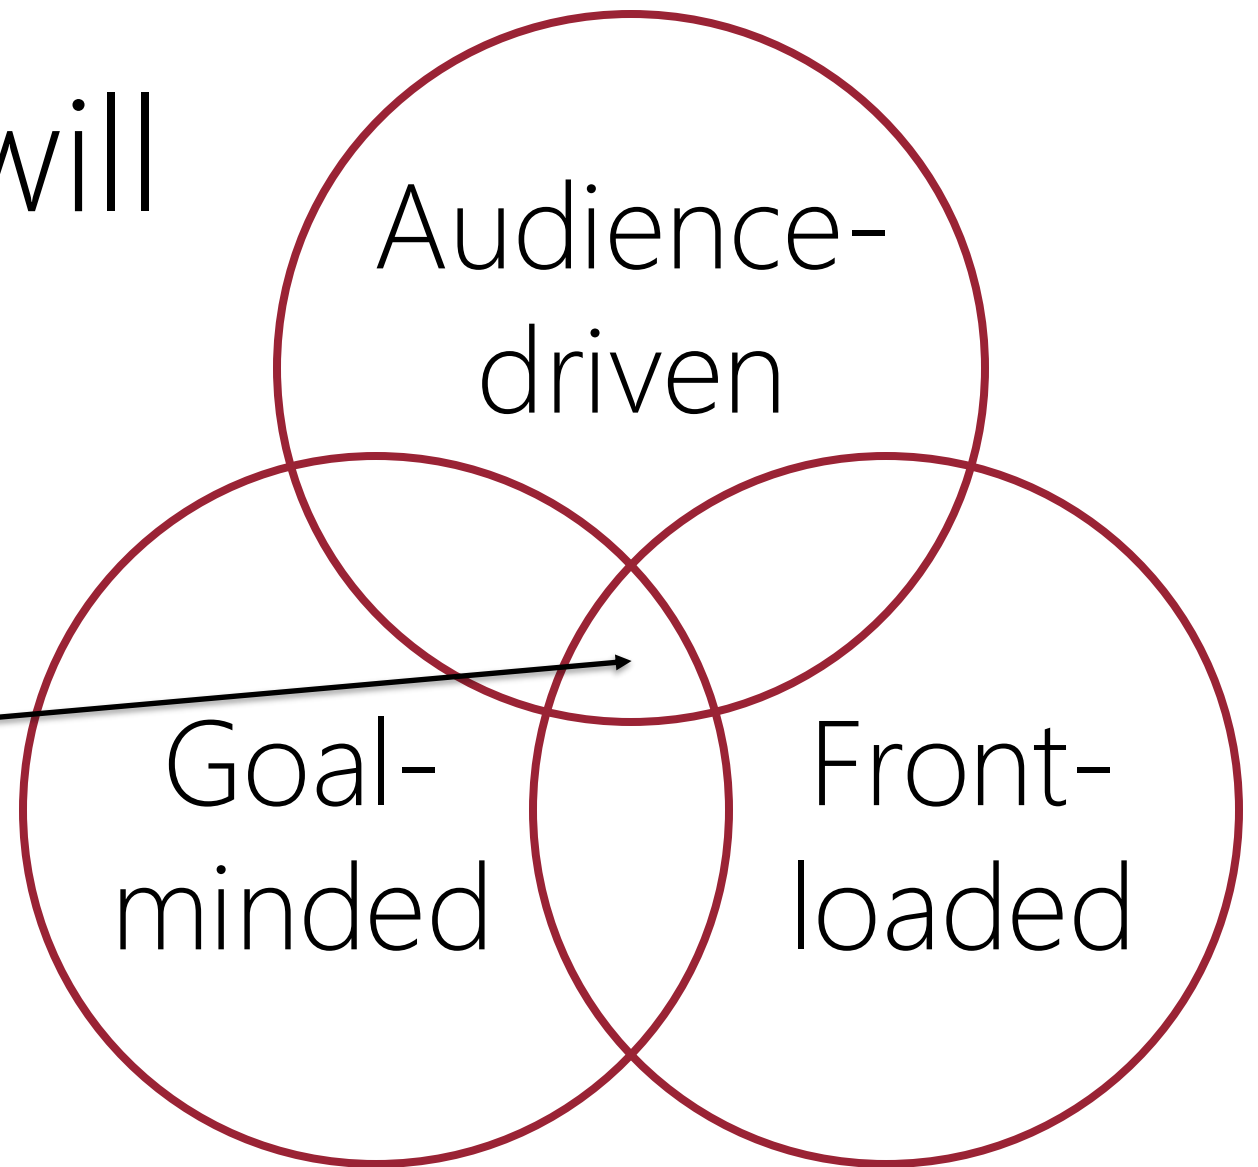 will
Audience-
driven
Goal-
minded
Front-
loaded